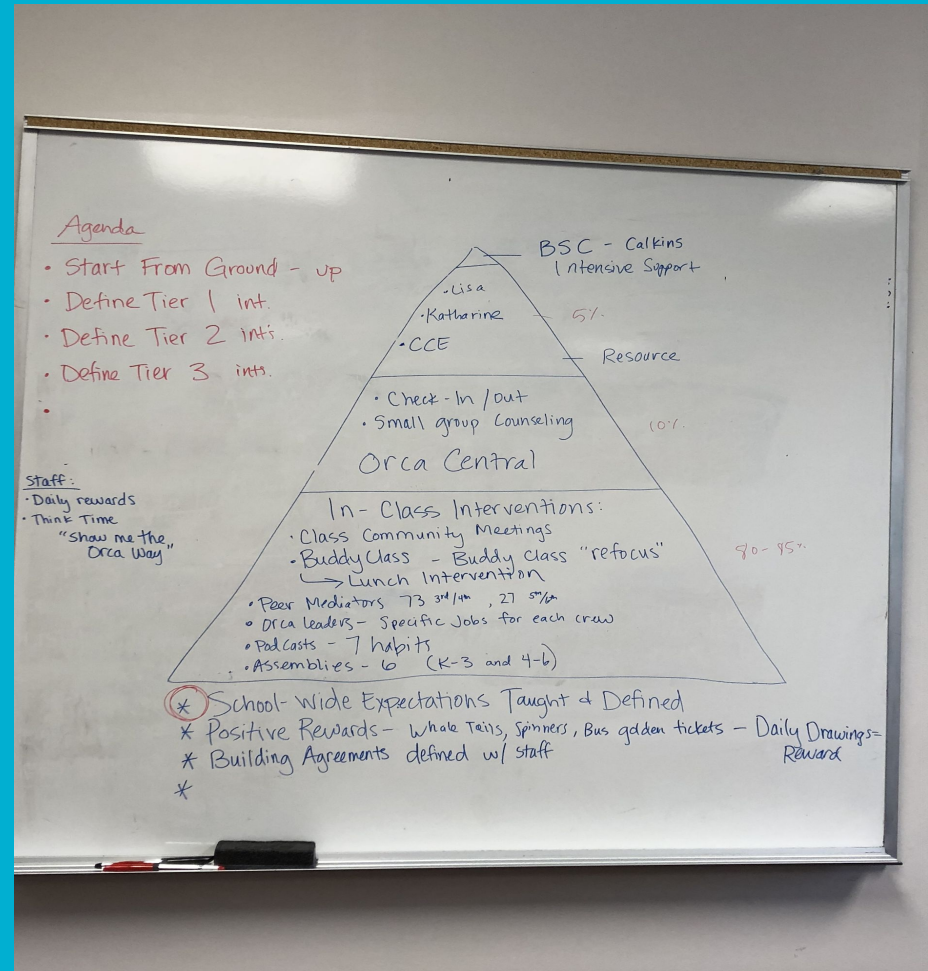 Agenda
• Start From Ground - up
• Define Tier 1 int.
• Define Tier 2 int's.
• Define Tier 3 ints.
•
Staff:
• Daily rewards
• Think Time
"Show me the
Orca Way"
BSC - Calkins
Intensive Support
• Lisa
• Katharine
5%
• CCE
Resource
• Check-In/out
• Small group Counseling
10%
Orca Central
In-Class Interventions:
• Class Community Meetings
• Buddy Class - Buddy Class "refocus"
→ Lunch Intervention
80-85%
• Peer Mediators 73 3rd/4th, 27 5th/6th
• Orca leaders - Specific Jobs for each crew
• Podcasts - 7 habits
• Assemblies - 6 (K-3 and 4-6)
* School-Wide Expectations Taught & Defined
* Positive Rewards - Whale Tails, Spinners, Bus golden tickets - Daily Drawings=
Reward
* Building Agreements defined w/ staff
*